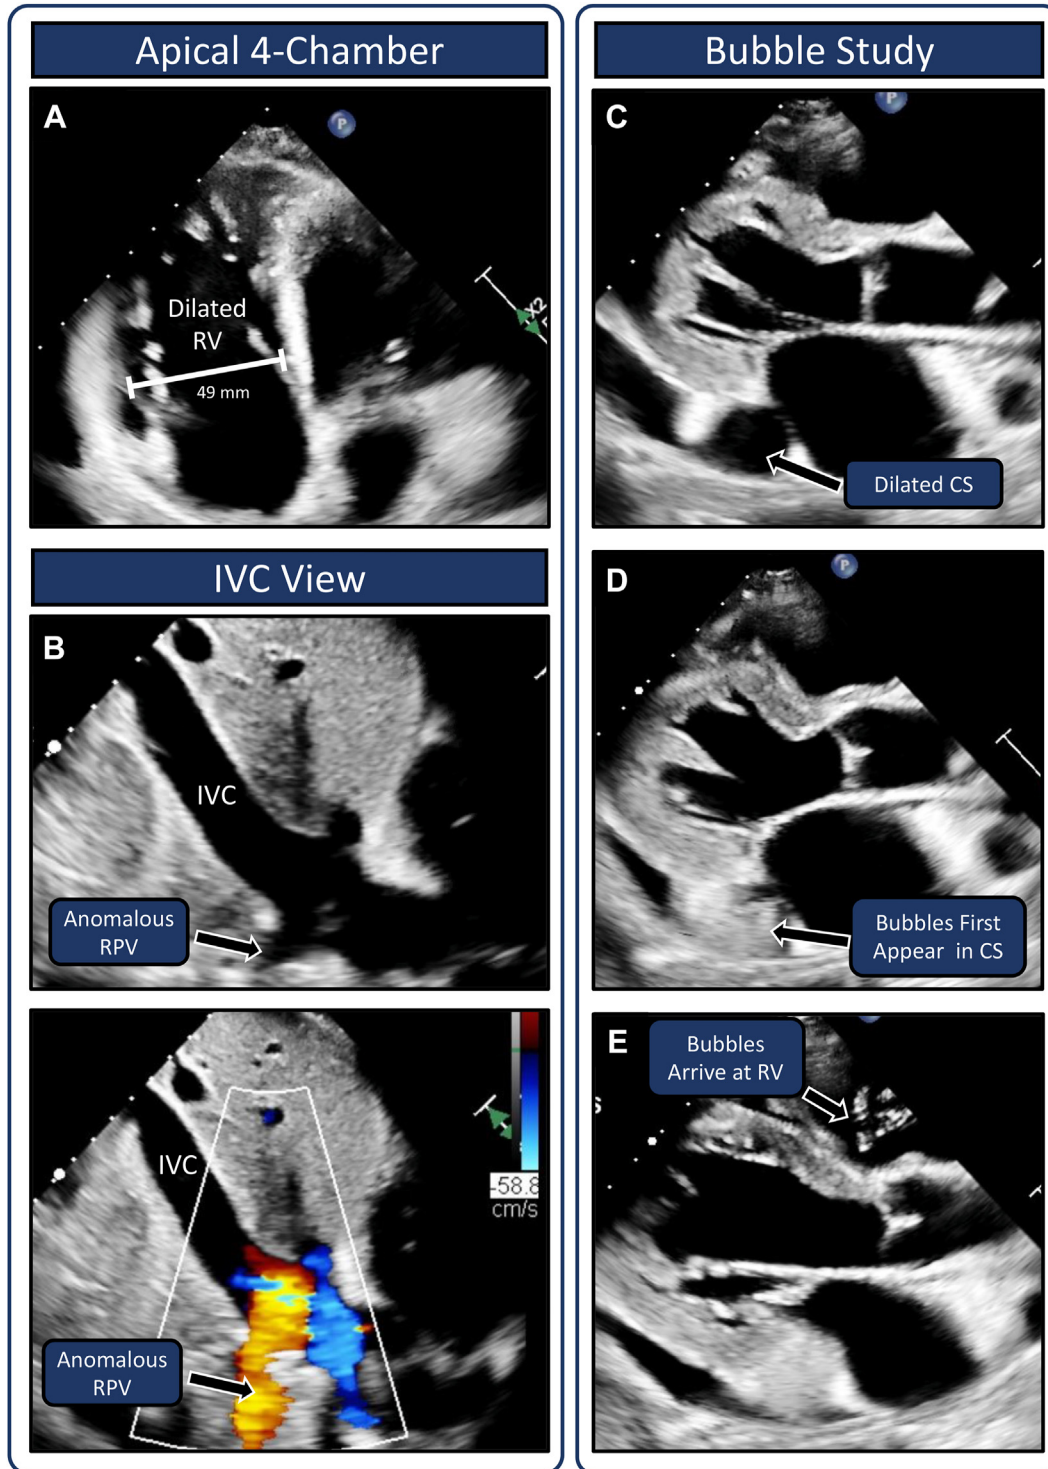 Apical 4-Chamber
A
P
Dilated
RV
49 mm
X2
IVC View
B
IVC
Anomalous
RPV
IVC
-58.8
cm/s
Anomalous
RPV
Bubble Study
C
P
Dilated CS
D
P
Bubbles First
Appear in CS
E
Bubbles
Arrive at RV